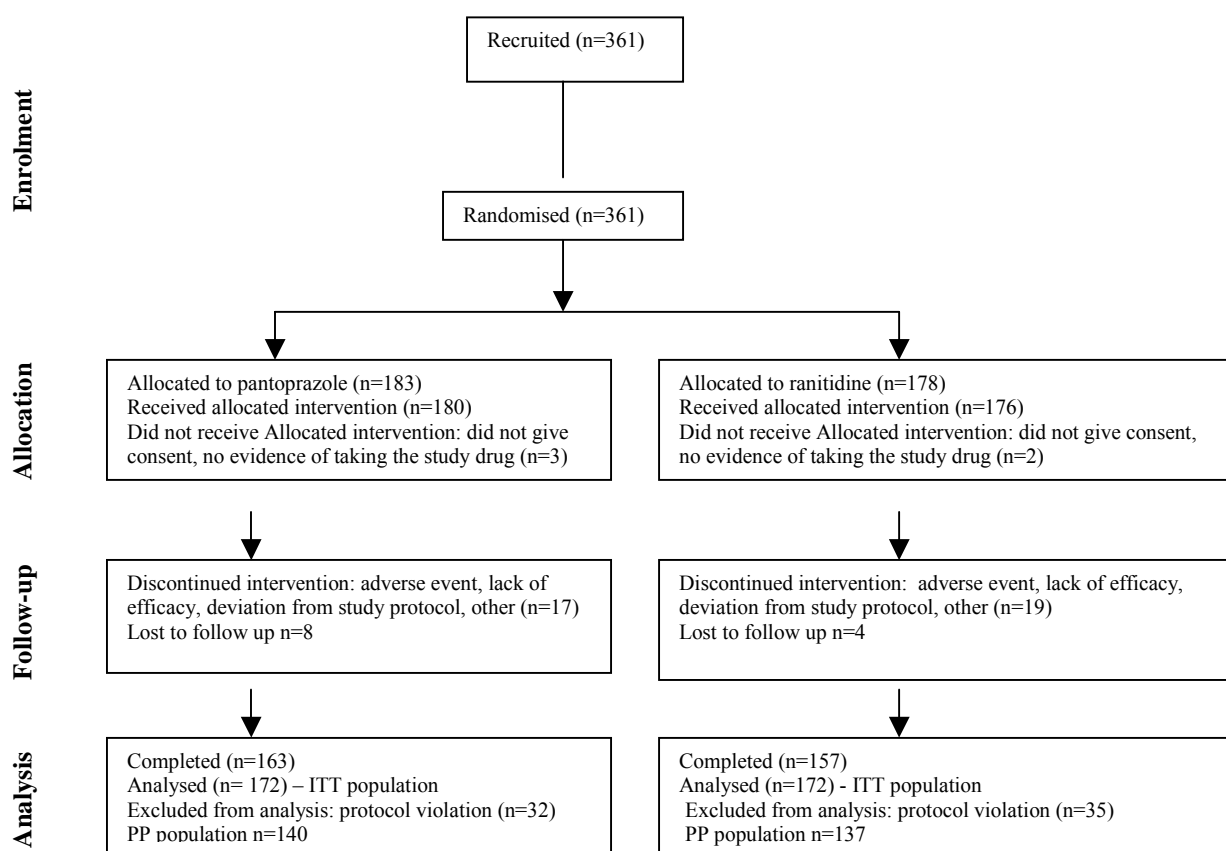 Enrolment
Recruited (n=361)
Randomised (n=361)
Allocation
Allocated to pantoprazole (n=183)
Received allocated intervention (n=180)
Did not receive Allocated intervention: did not give
consent, no evidence of taking the study drug (n=3)
Allocated to ranitidine (n=178)
Received allocated intervention (n=176)
Did not receive Allocated intervention: did not give consent,
no evidence of taking the study drug (n=2)
Follow-up
Discontinued intervention: adverse event, lack of
efficacy, deviation from study protocol, other (n=17)
Lost to follow up n=8
Discontinued intervention: adverse event, lack of efficacy,
deviation from study protocol, other (n=19)
Lost to follow up n=4
Analysis
Completed (n=163)
Analysed (n= 172) – ITT population
Excluded from analysis: protocol violation (n=32)
PP population n=140
Completed (n=157)
Analysed (n=172) - ITT population
Excluded from analysis: protocol violation (n=35)
PP population n=137